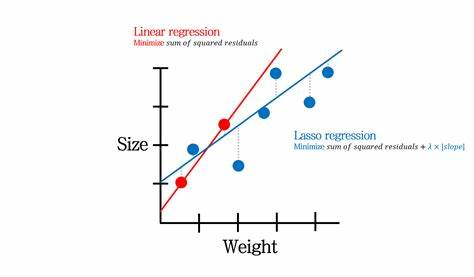 Linear regression
Minimize sum of squared residuals
Size
Lasso regression
Minimize sum of squared residuals + λ × |slope|
Weight